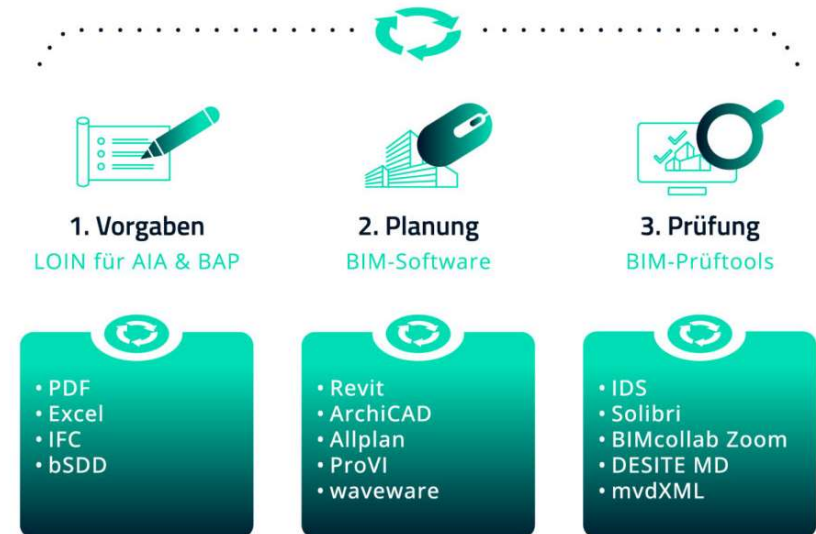 1. Vorgaben
LOIN für AIA & BAP
• PDF
• Excel
• IFC
• bSDD
2. Planung
BIM-Software
• Revit
• ArchiCAD
• Allplan
• ProVI
• waveware
3. Prüfung
BIM-Prüftools
• IDS
• Solibri
• BIMcollab Zoom
• DESITE MD
• mvdXML